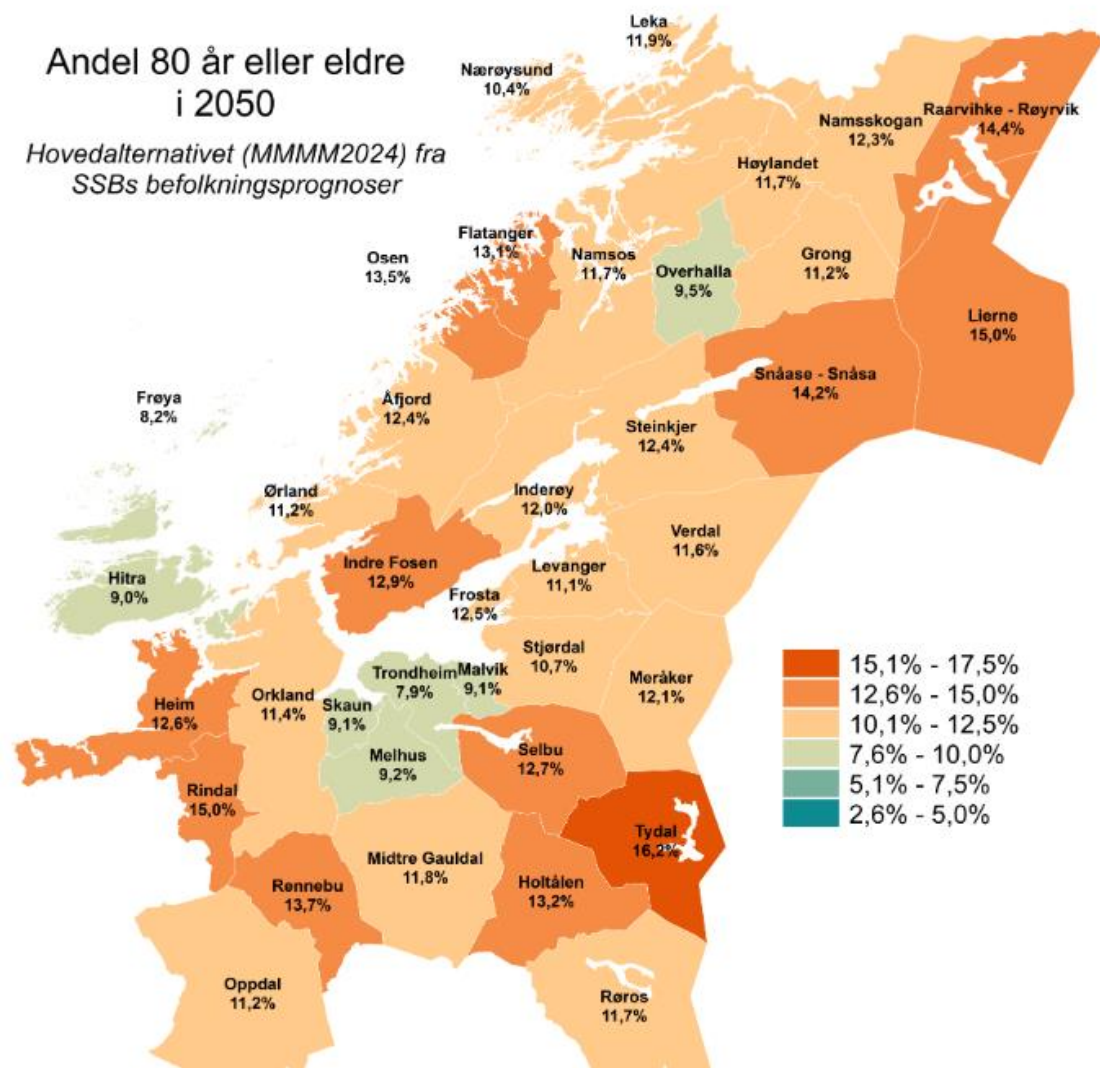 Andel 80 år eller eldre
i 2050
Hovedalternativet (MMMM2024) fra
SSBs befolkningsprognoser
Leka
11,9%
Nærøysund
10,4%
Namsskogan
12,3%
Raarvihke - Røyrvik
14,4%
Høylandet
11,7%
Flatanger
13,1%
Osen
13,5%
Namsos
11,7%
Overhalla
9,5%
Grong
11,2%
Lierne
15,0%
Snåase - Snåsa
14,2%
Frøya
8,2%
Åfjord
12,4%
Steinkjer
12,4%
Ørland
11,2%
Inderøy
12,0%
Verdal
11,6%
Indre Fosen
12,9%
Levanger
11,1%
Hitra
9,0%
Frosta
12,5%
Stjørdal
10,7%
Trondheim
7,9%
Malvik
9,1%
Meråker
12,1%
Heim
12,6%
Orkland
11,4%
Skaun
9,1%
Melhus
9,2%
Selbu
12,7%
Rindal
15,0%
Tydal
16,2%
Midtre Gauldal
11,8%
Rennebu
13,7%
Holtålen
13,2%
Oppdal
11,2%
Røros
11,7%
15,1% - 17,5%
12,6% - 15,0%
10,1% - 12,5%
7,6% - 10,0%
5,1% - 7,5%
2,6% - 5,0%